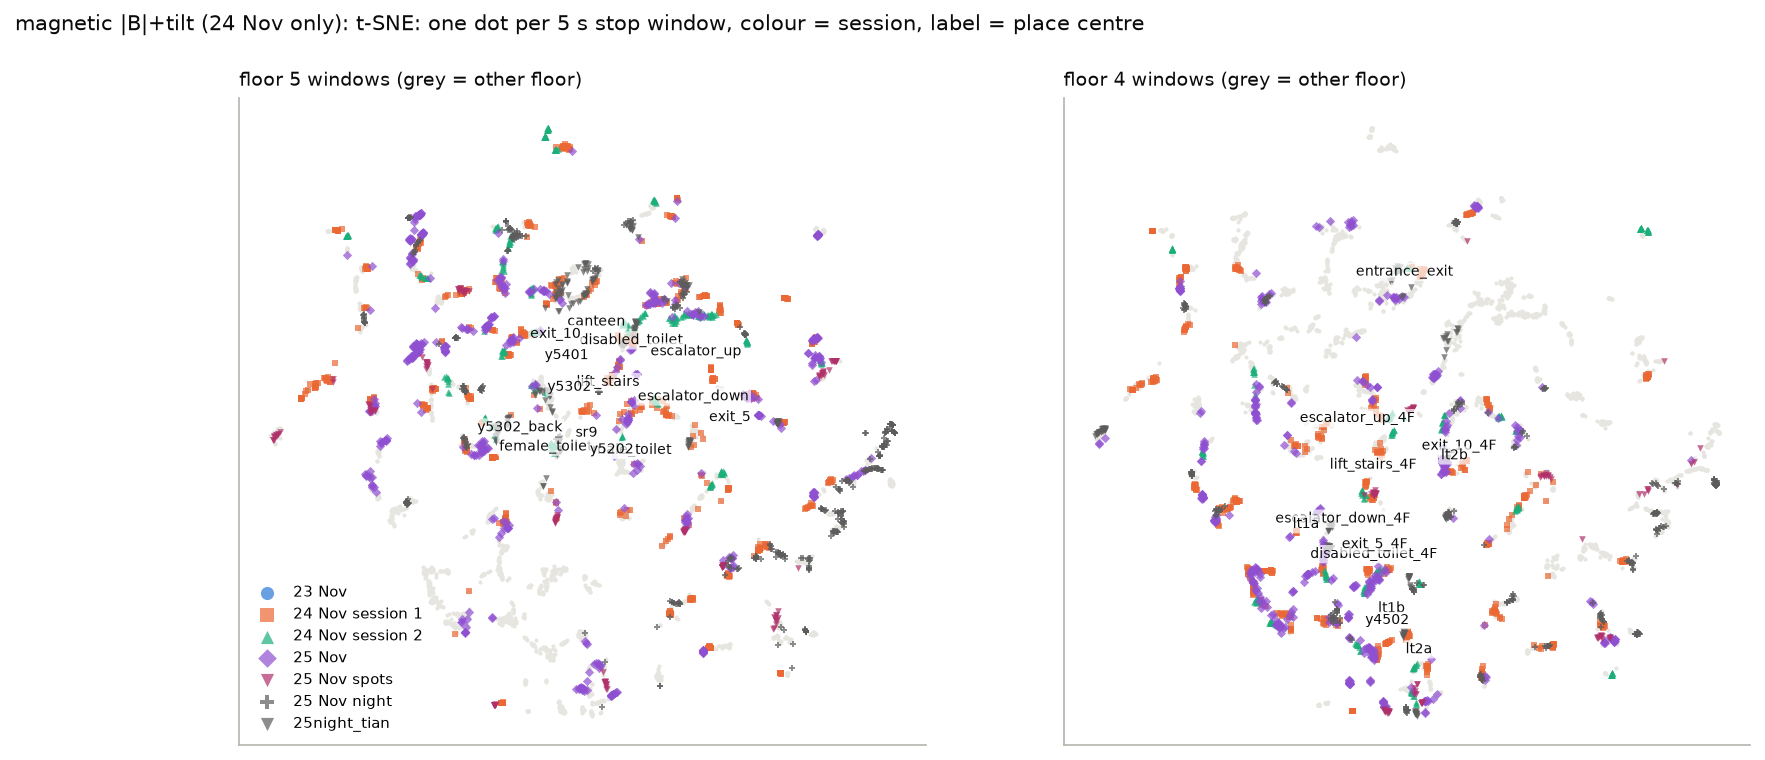 magnetic |B|+tilt (24 Nov only): t-SNE: one dot per 5 s stop window, colour = session, label = place centre
floor 5 windows (grey = other floor)
canteen
exit_10
disabled_toilet
y5401
escalator_up
lift_stairs
y5302
escalator_down
exit_5
y5302_back
sr9
y5202
23 Nov
24 Nov session 1
24 Nov session 2
25 Nov
25 Nov spots
25 Nov night
25night_tian
floor 4 windows (grey = other floor)
entrance_exit
escalator_up_4F
exit_10_4F
lt2b
lift_stairs_4F
escalator_down_4F
lt1a
exit_5_4F
disabled_toilet_4F
lt1b
y4502
lt2a